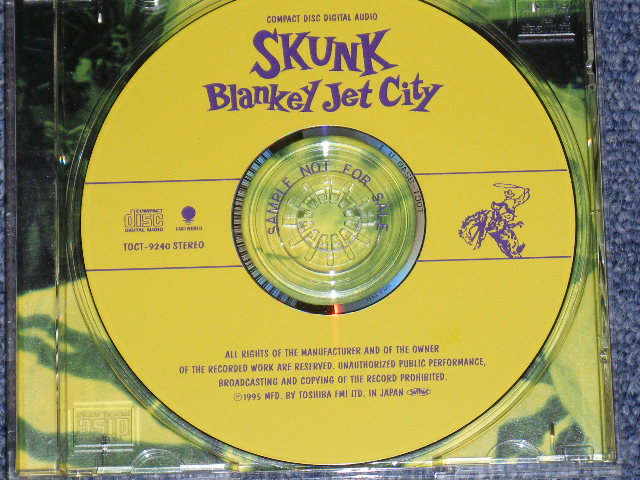 COMPACT DISC DIGITAL AUDIO
SKUNK
Blankey Jet City
SAMPLE NOT FOR SALE
COMPACT
disc
DIGITAL AUDIO
EASTWORLD
TOCT-9240 STEREO
ALL RIGHTS OF THE MANUFACTURER AND OF THE OWNER
OF THE RECORDED WORK ARE RESERVED. UNAUTHORIZED PUBLIC PERFORMANCE,
BROADCASTING AND COPYING OF THE RECORD PROHIBITED.
Ⓟ1995 MFD. BY TOSHIBA EMI LTD. IN JAPAN